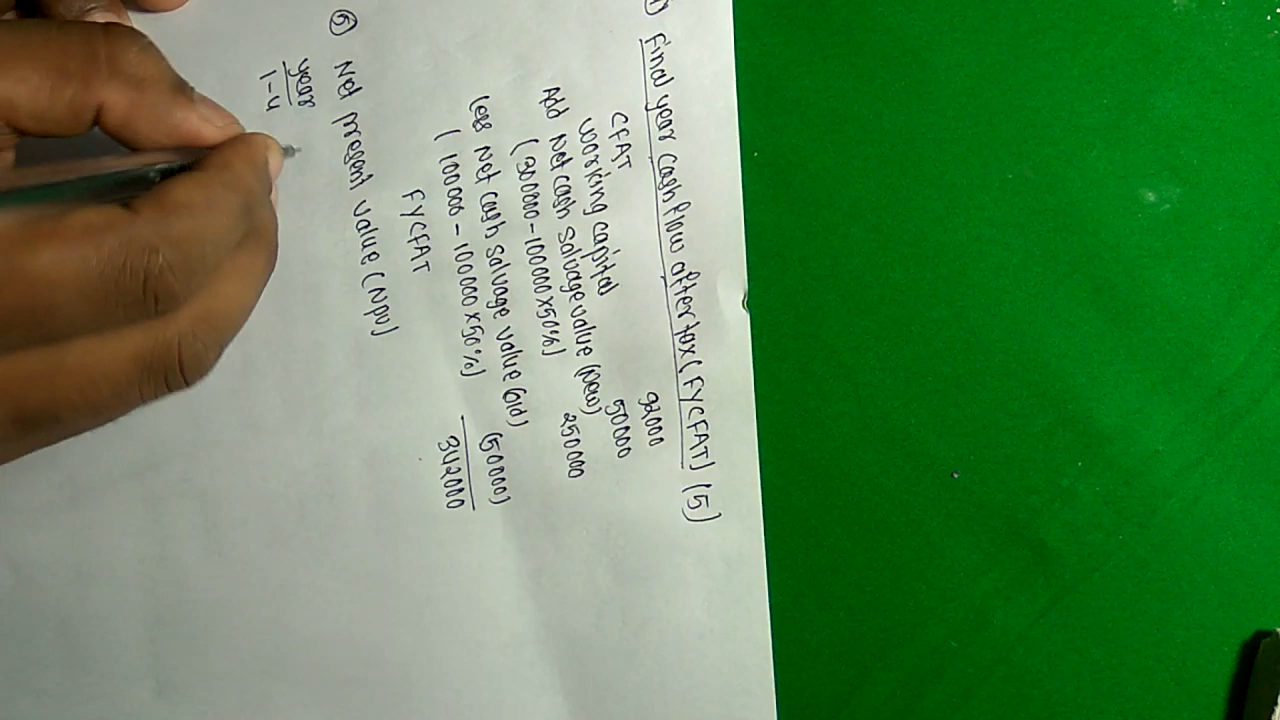 Final year cash flow after tax (FYCFAT) (5)
CFAT 92000
working capital 50000
Add Net cash salvage value (New) 250000
(300000 - 100000 x 50%)
Less Net cash salvage value (old) (50000)
(100000 - 100000 x 50%)
FYCFAT 342000
⑤ Net present value (NPV)
year
1-4